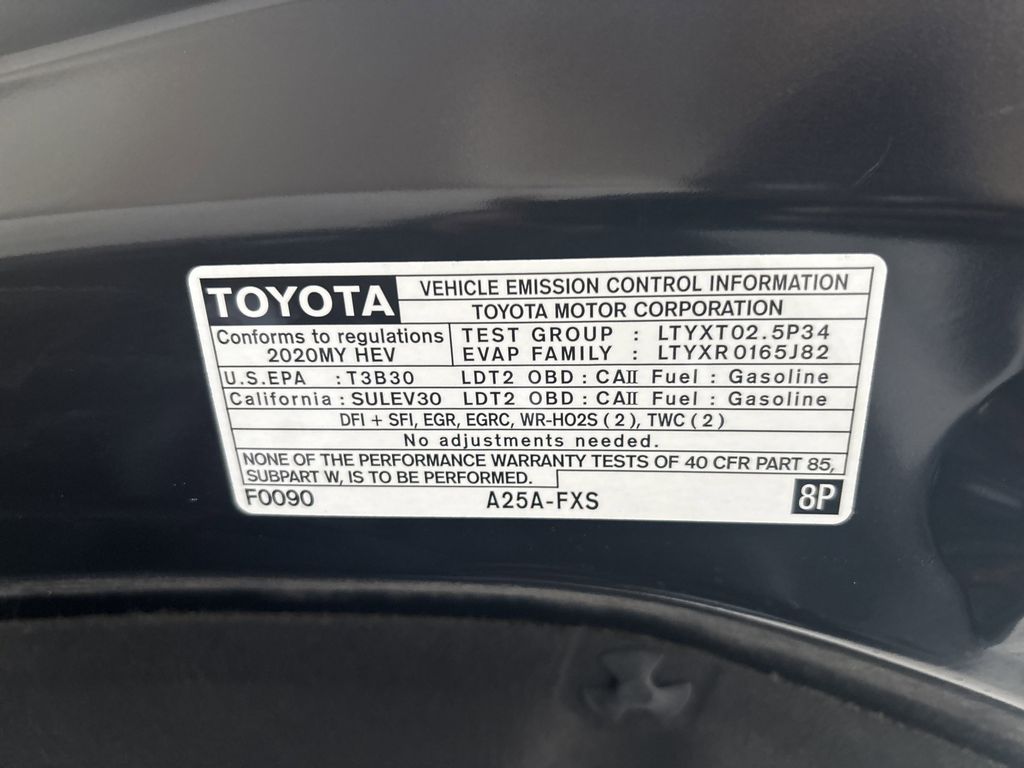 TOYOTA
VEHICLE EMISSION CONTROL INFORMATION
TOYOTA MOTOR CORPORATION
Conforms to regulations
2020MY HEV
TEST GROUP : LTYXT02.5P34
EVAP FAMILY : LTYXR0165J82
U.S.EPA : T3B30 LDT2 OBD : CAII Fuel : Gasoline
California : SULEV30 LDT2 OBD : CAII Fuel : Gasoline
DFI + SFI, EGR, EGRC, WR-HO2S ( 2 ), TWC ( 2 )
No adjustments needed.
NONE OF THE PERFORMANCE WARRANTY TESTS OF 40 CFR PART 85,
SUBPART W, IS TO BE PERFORMED.
F0090 A25A-FXS 8P